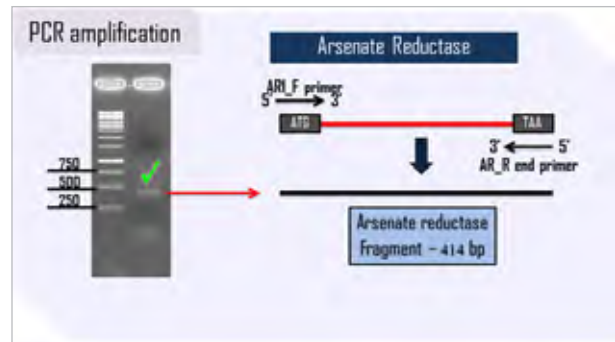 PCR amplification
Arsenate Reductase
AR1_F primer
5' 3'
ATG
TAA
3' 5'
AR_R end primer
750
500
250
Arsenate reductase
Fragment – 414 bp